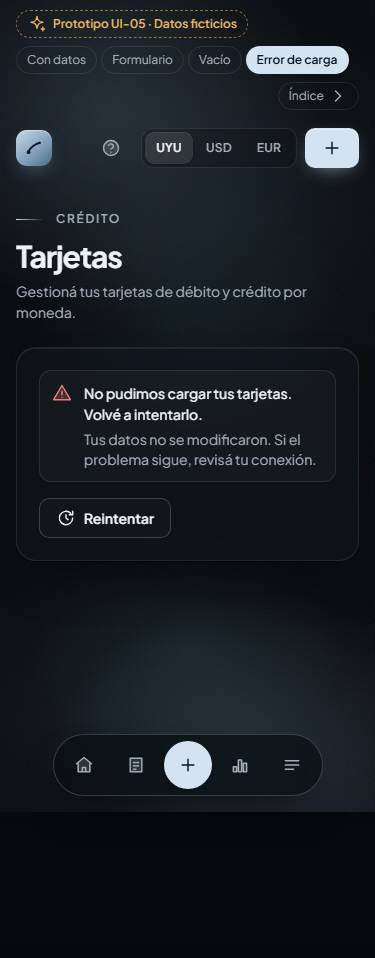 Prototipo UI-05 · Datos ficticios
Con datos
Formulario
Vacío
Error de carga
Índice
UYU
USD
EUR
CRÉDITO
Tarjetas
Gestioná tus tarjetas de débito y crédito por
moneda.
No pudimos cargar tus tarjetas.
Volvé a intentarlo.
Tus datos no se modificaron. Si el
problema sigue, revisá tu conexión.
Reintentar